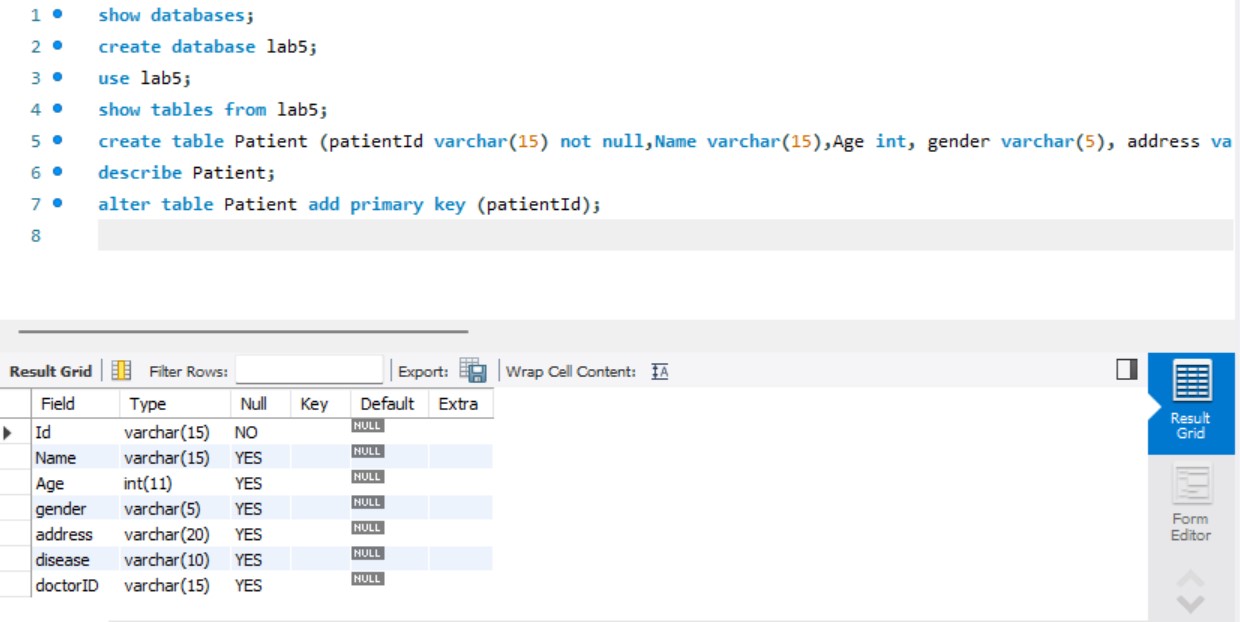 1 show databases;
2 create database lab5;
3 use lab5;
4 show tables from lab5;
5 create table Patient (patientId varchar(15) not null,Name varchar(15),Age int, gender varchar(5), address va
6 describe Patient;
7 alter table Patient add primary key (patientId);
8
Result Grid Filter Rows: Export: Wrap Cell Content: IA
Field Type Null Key Default Extra
Id varchar(15) NO NULL
Name varchar(15) YES NULL
Age int(11) YES NULL
gender varchar(5) YES NULL
address varchar(20) YES NULL
disease varchar(10) YES NULL
doctorID varchar(15) YES NULL
Result
Grid
Form
Editor